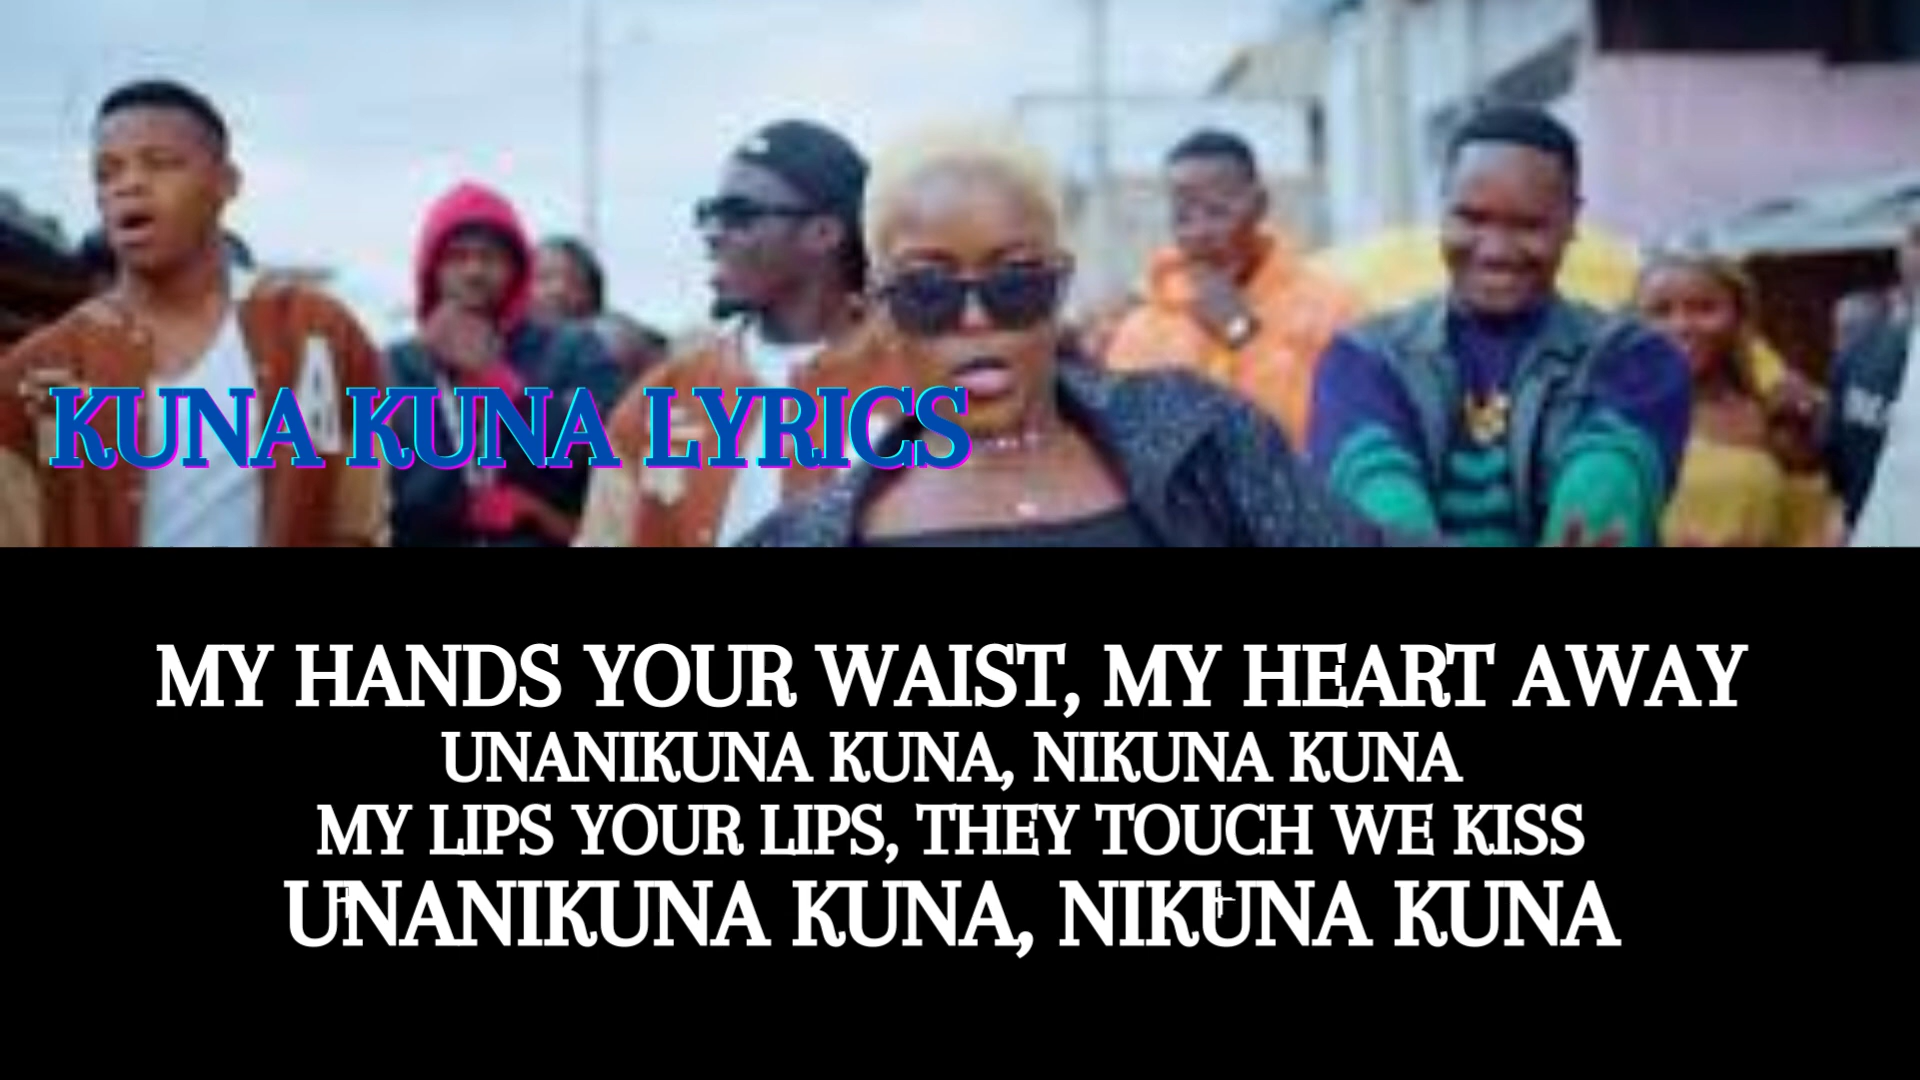 KUNA KUNA LYRICS
MY HANDS YOUR WAIST, MY HEART AWAY
UNANIKUNA KUNA, NIKUNA KUNA
MY LIPS YOUR LIPS, THEY TOUCH WE KISS
UNANIKUNA KUNA, NIKUNA KUNA